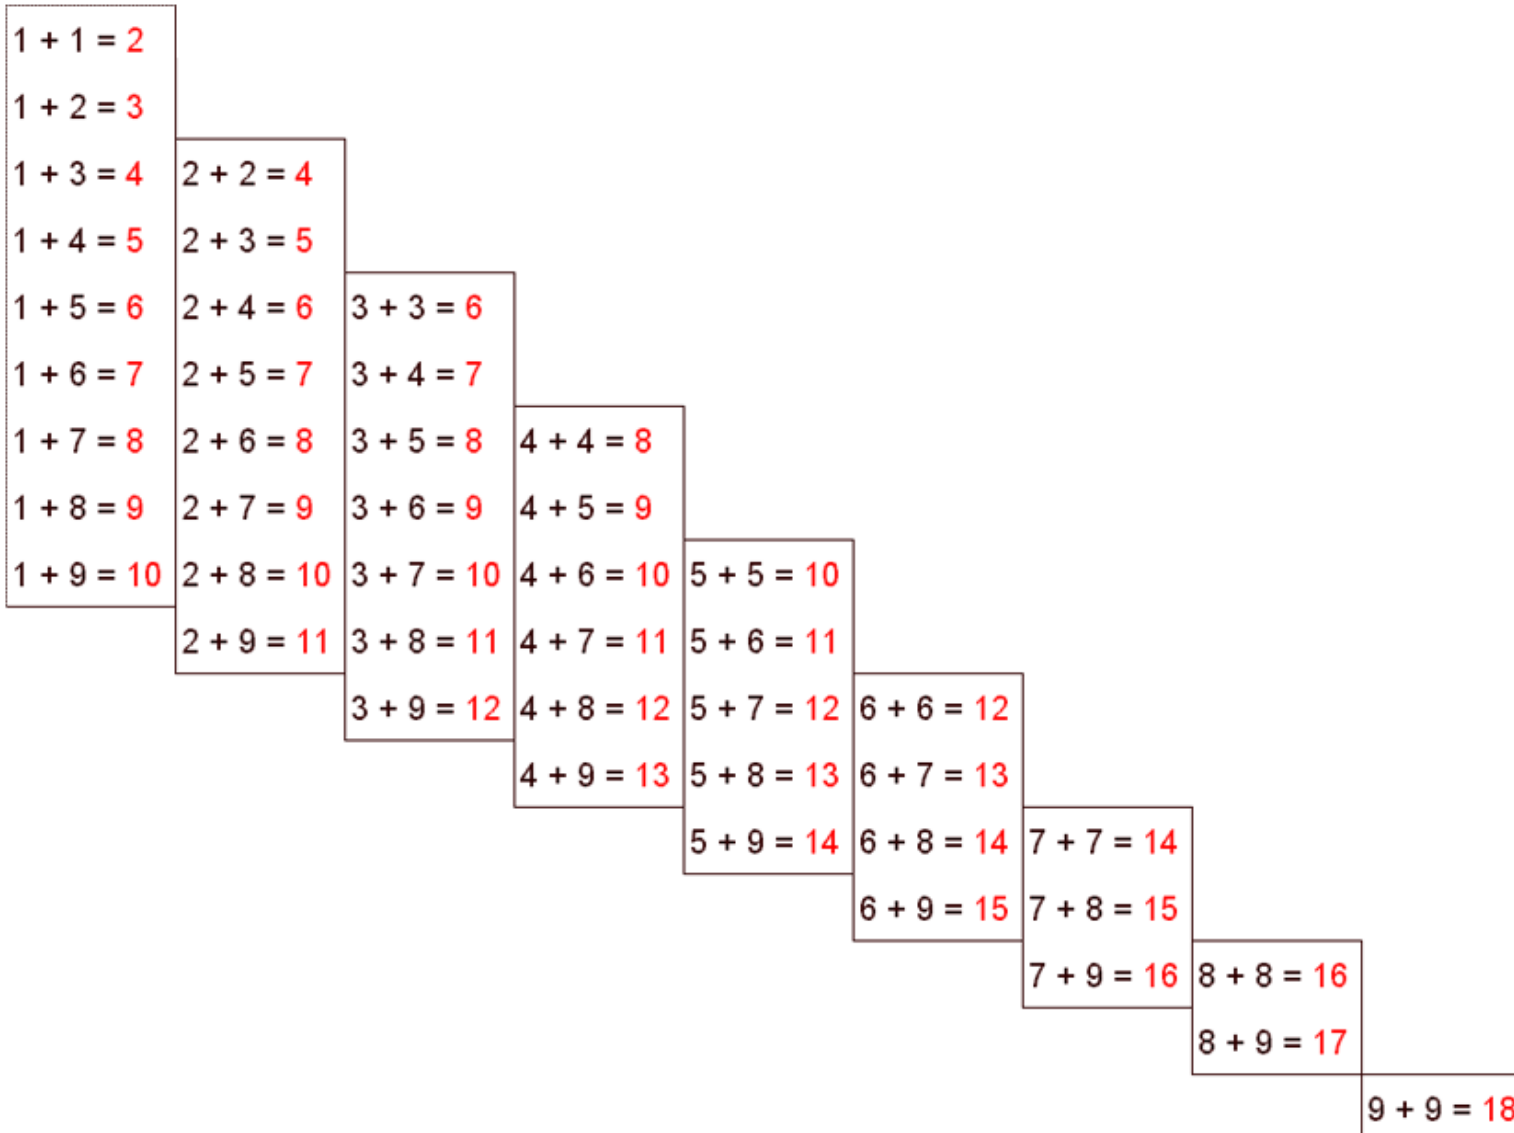 1 + 1 = 2
1 + 2 = 3
1 + 3 = 4 2 + 2 = 4
1 + 4 = 5 2 + 3 = 5
1 + 5 = 6 2 + 4 = 6 3 + 3 = 6
1 + 6 = 7 2 + 5 = 7 3 + 4 = 7
1 + 7 = 8 2 + 6 = 8 3 + 5 = 8 4 + 4 = 8
1 + 8 = 9 2 + 7 = 9 3 + 6 = 9 4 + 5 = 9
1 + 9 = 10 2 + 8 = 10 3 + 7 = 10 4 + 6 = 10 5 + 5 = 10
2 + 9 = 11 3 + 8 = 11 4 + 7 = 11 5 + 6 = 11
3 + 9 = 12 4 + 8 = 12 5 + 7 = 12 6 + 6 = 12
4 + 9 = 13 5 + 8 = 13 6 + 7 = 13
5 + 9 = 14 6 + 8 = 14 7 + 7 = 14
6 + 9 = 15 7 + 8 = 15
7 + 9 = 16 8 + 8 = 16
8 + 9 = 17
9 + 9 = 18